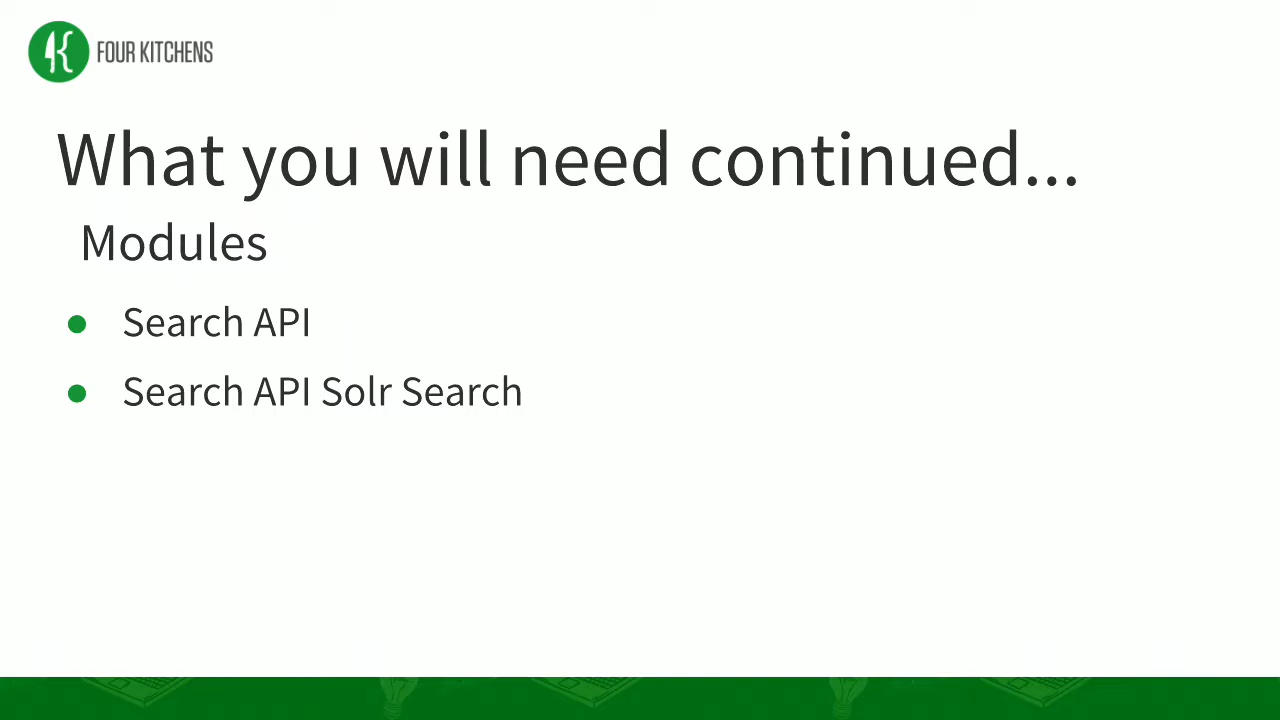 FOUR KITCHENS
What you will need continued...
Modules
Search API
Search API Solr Search